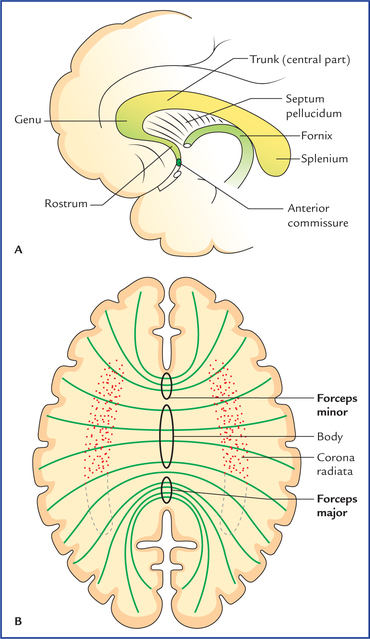 Trunk (central part)
Septum
pellucidum
Genu
Fornix
Splenium
Rostrum
Anterior
commissure
A
Forceps
minor
Body
Corona
radiata
Forceps
major
B